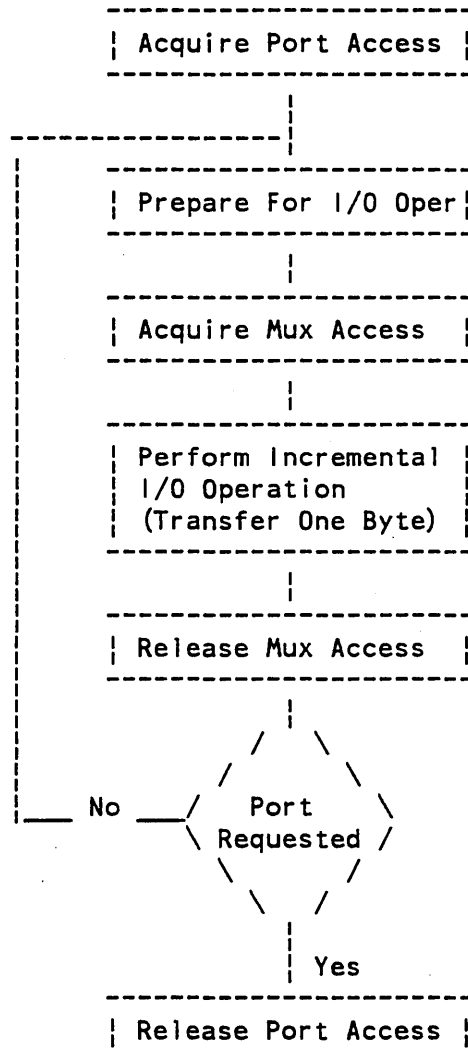 Acquire Port Access
Prepare For I/O Oper
Acquire Mux Access
Perform Incremental
I/O Operation
(Transfer One Byte)
Release Mux Access
No
Port
Requested
Yes
Release Port Access